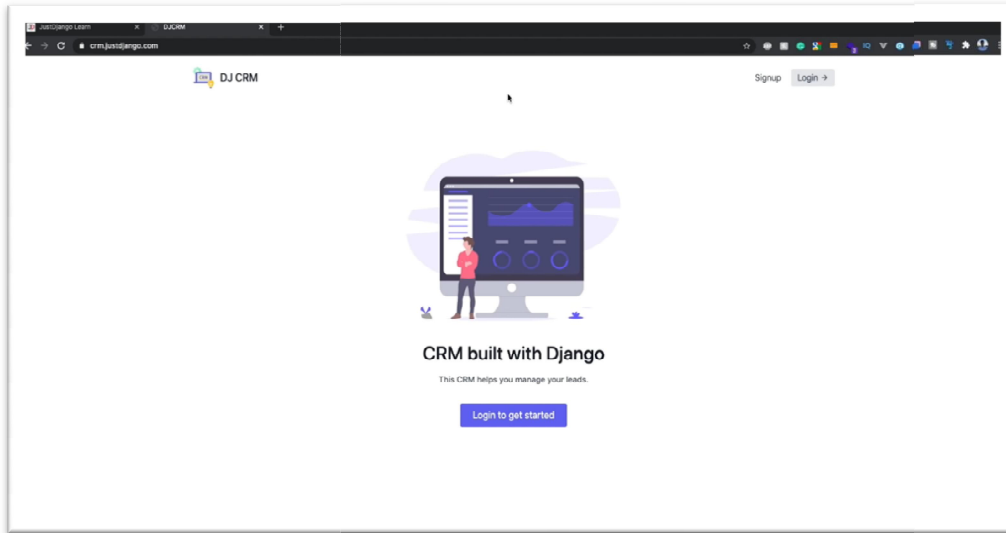 JustDjango Learn
DJCRM
crm.justdjango.com
DJ CRM
Signup
Login →
CRM built with Django
This CRM helps you manage your leads.
Login to get started